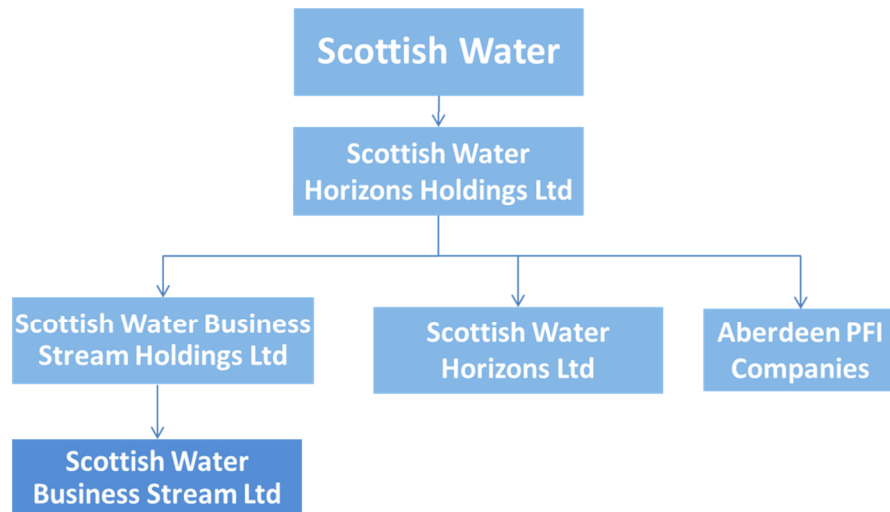 Scottish Water
Scottish Water
Horizons Holdings Ltd
Scottish Water Business
Stream Holdings Ltd
Scottish Water
Horizons Ltd
Aberdeen PFI
Companies
Scottish Water
Business Stream Ltd